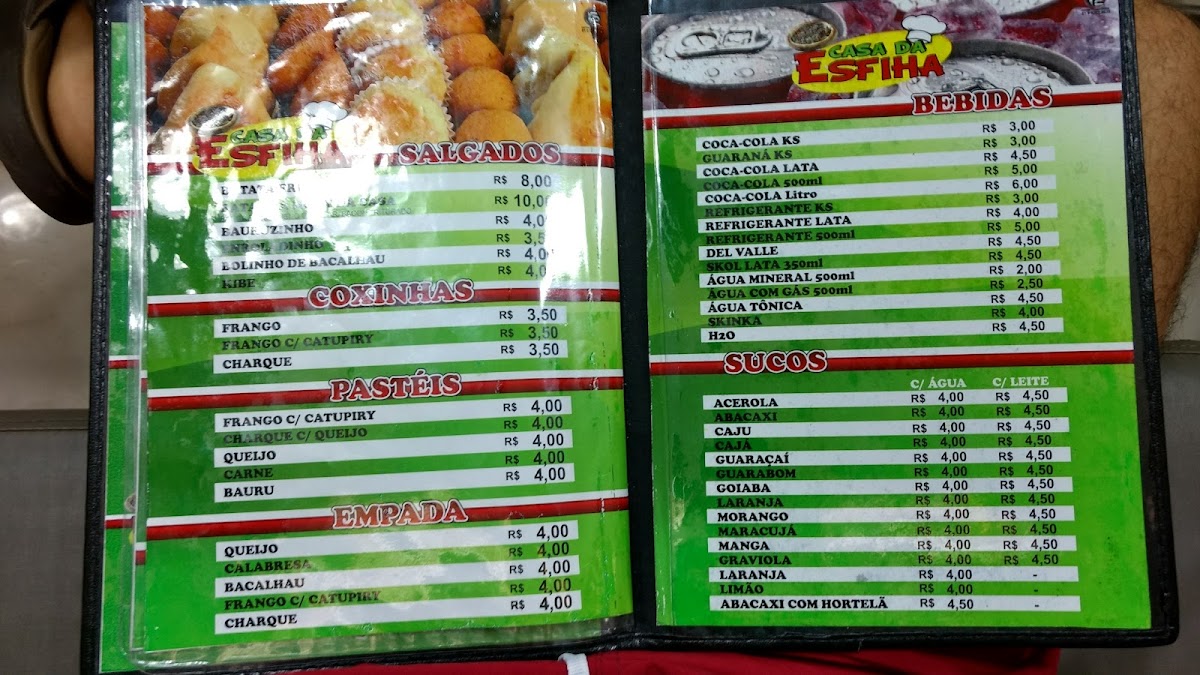 CASA DA
ESFIHA
SALGADOS
R$ 8,00
R$ 10,00
BAURUZINHO R$ 4,00
R$ 3,50
BOLINHO DE BACALHAU R$ 4,00
KIBE R$ 4,00
COXINHAS
FRANGO R$ 3,50
FRANGO C/ CATUPIRY R$ 3,50
CHARQUE R$ 3,50
PASTÉIS
FRANGO C/ CATUPIRY R$ 4,00
CHARQUE C/ QUEIJO R$ 4,00
QUEIJO R$ 4,00
CARNE R$ 4,00
BAURU R$ 4,00
EMPADA
QUEIJO R$ 4,00
CALABRESA R$ 4,00
BACALHAU R$ 4,00
FRANGO C/ CATUPIRY R$ 4,00
CHARQUE R$ 4,00
CASA DA
ESFIHA
BEBIDAS
COCA-COLA KS R$ 3,00
GUARANÁ KS R$ 3,00
COCA-COLA LATA R$ 4,50
COCA-COLA 500ml R$ 5,00
COCA-COLA Litro R$ 6,00
REFRIGERANTE KS R$ 3,00
REFRIGERANTE LATA R$ 4,00
REFRIGERANTE 500ml R$ 5,00
DEL VALLE R$ 4,50
SKOL LATA 350ml R$ 4,50
ÁGUA MINERAL 500ml R$ 2,00
ÁGUA COM GÁS 500ml R$ 2,50
ÁGUA TÔNICA R$ 4,50
SKINKA R$ 4,00
H2O R$ 4,50
SUCOS
C/ ÁGUA C/ LEITE
ACEROLA R$ 4,00 R$ 4,50
ABACAXI R$ 4,00 R$ 4,50
CAJU R$ 4,00 R$ 4,50
CAJÁ R$ 4,00 R$ 4,50
GUARAÇAÍ R$ 4,00 R$ 4,50
GUARABOM R$ 4,00 R$ 4,50
GOIABA R$ 4,00 R$ 4,50
LARANJA R$ 4,00 R$ 4,50
MORANGO R$ 4,00 R$ 4,50
MARACUJÁ R$ 4,00 R$ 4,50
MANGA R$ 4,00 R$ 4,50
GRAVIOLA R$ 4,00 R$ 4,50
LARANJA R$ 4,00 -
LIMÃO R$ 4,00 -
ABACAXI COM HORTELÃ R$ 4,50 -